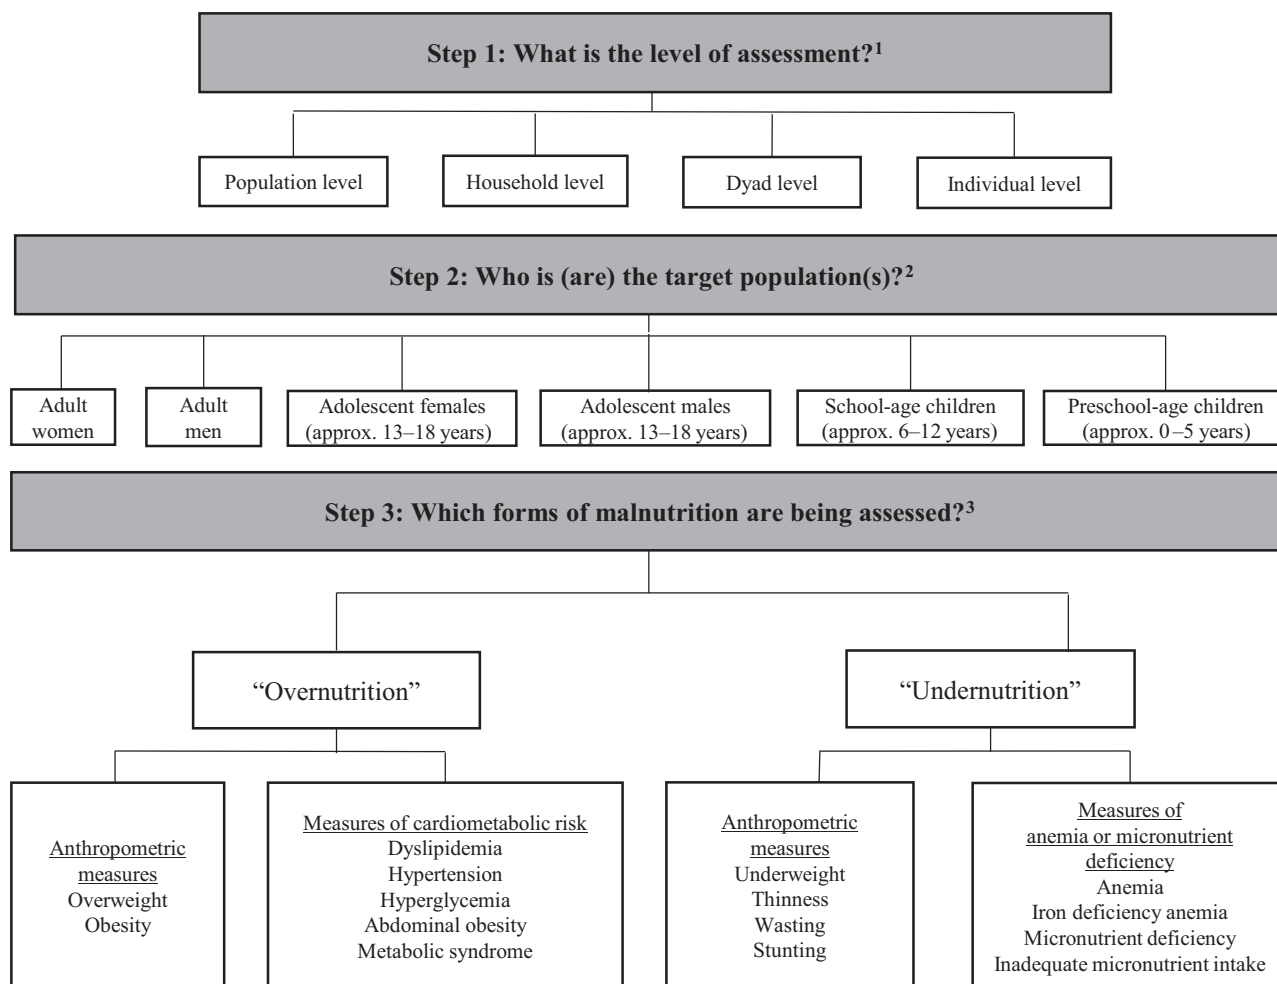 Step 1: What is the level of assessment?¹
Population level
Household level
Dyad level
Individual level
Step 2: Who is (are) the target population(s)?²
Adult
women
Adult
men
Adolescent females
(approx. 13–18 years)
Adolescent males
(approx. 13–18 years)
School-age children
(approx. 6–12 years)
Preschool-age children
(approx. 0–5 years)
Step 3: Which forms of malnutrition are being assessed?³
“Overnutrition”
“Undernutrition”
Anthropometric
measures
Overweight
Obesity
Measures of cardiometabolic risk
Dyslipidemia
Hypertension
Hyperglycemia
Abdominal obesity
Metabolic syndrome
Anthropometric
measures
Underweight
Thinness
Wasting
Stunting
Measures of
anemia or micronutrient
deficiency
Anemia
Iron deficiency anemia
Micronutrient deficiency
Inadequate micronutrient intake